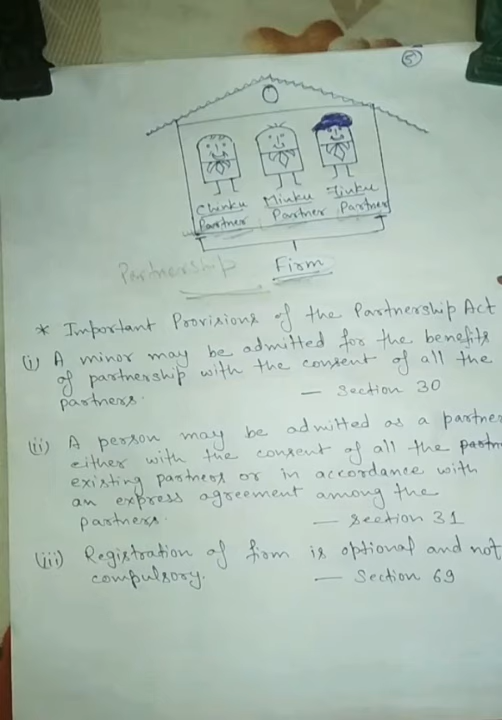 5
Chinku Minku Tinku
Partner Partner Partner
Partnership Firm
* Important Provisions of the Partnership Act
(i) A minor may be admitted for the benefits
of partnership with the consent of all the
partners. — Section 30
(ii) A person may be admitted as a partner
either with the consent of all the
existing partners or in accordance with
an express agreement among the
partners. — Section 31
(iii) Registration of firm is optional and not
compulsory. — Section 69